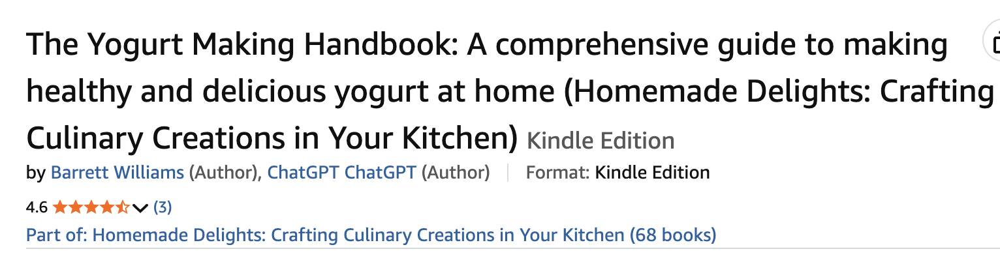 The Yogurt Making Handbook: A comprehensive guide to making
healthy and delicious yogurt at home (Homemade Delights: Crafting
Culinary Creations in Your Kitchen) Kindle Edition
by Barrett Williams (Author), ChatGPT ChatGPT (Author) Format: Kindle Edition
4.6 (3)
Part of: Homemade Delights: Crafting Culinary Creations in Your Kitchen (68 books)